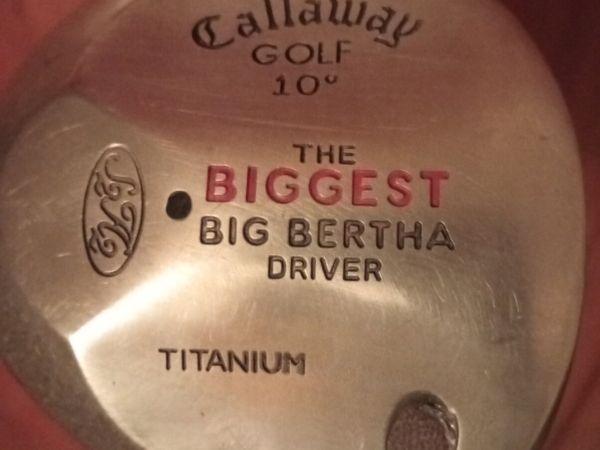 Callaway
GOLF
10°
THE
BIGGEST
BIG BERTHA
DRIVER
TITANIUM